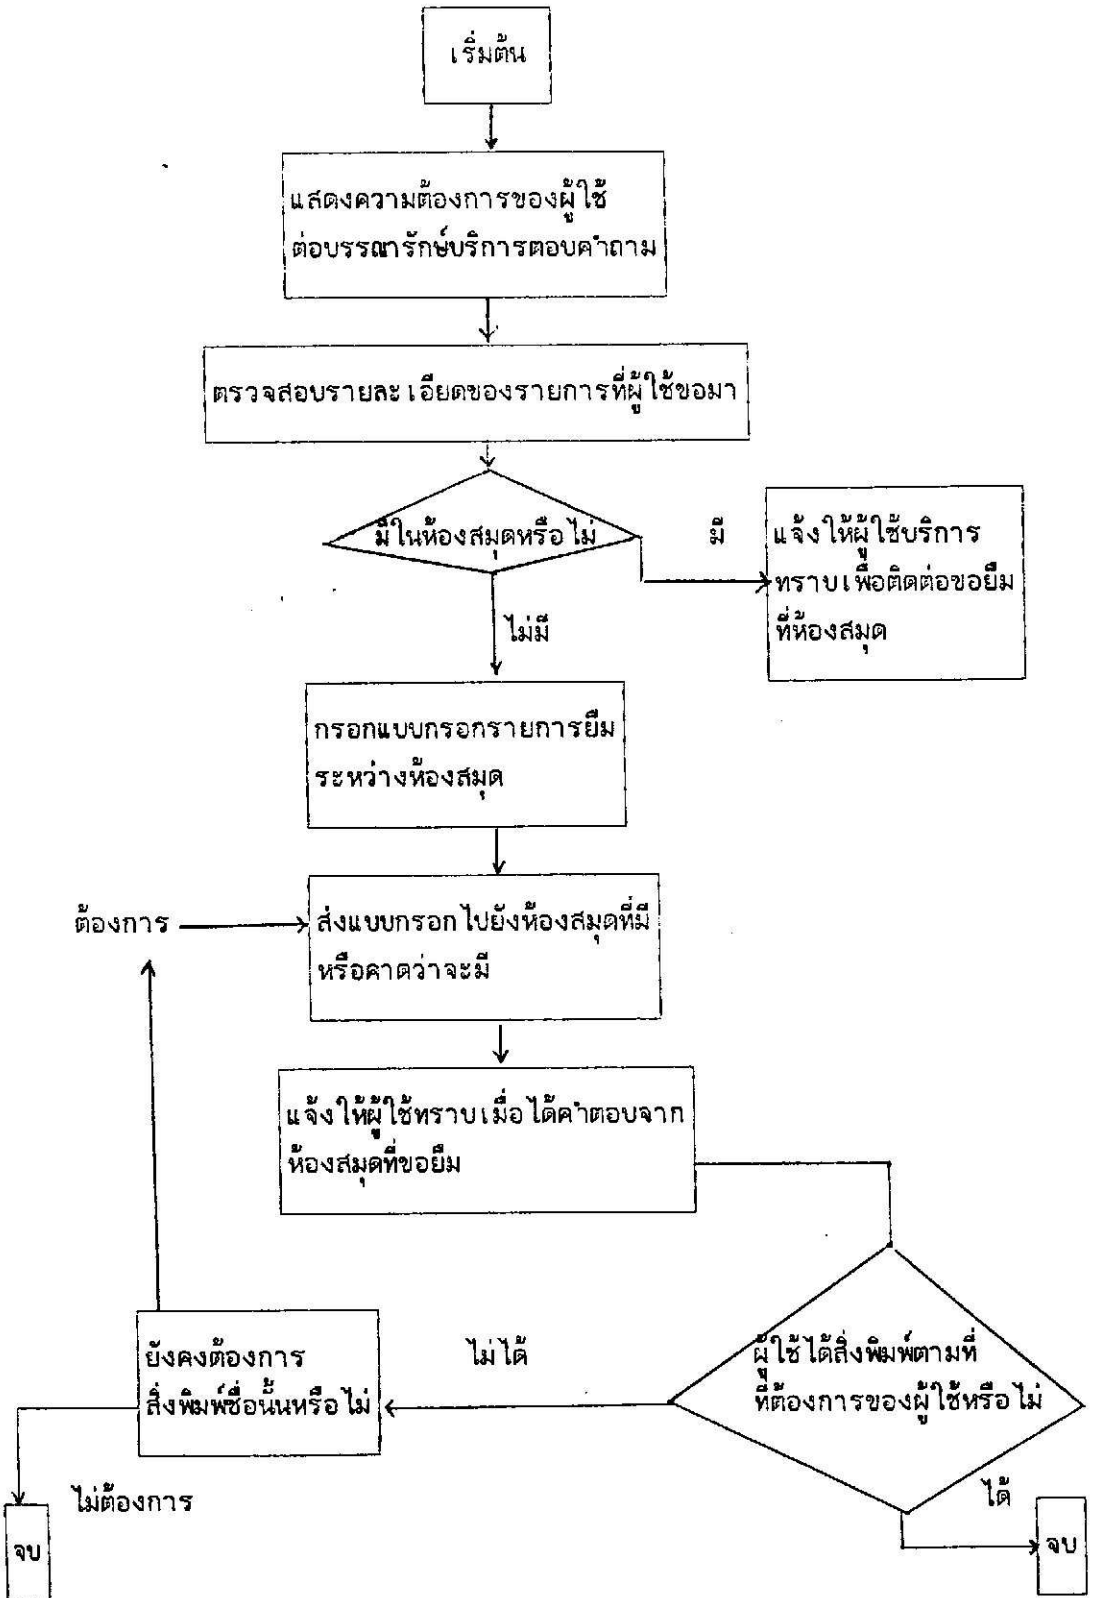 เริ่มต้น
แสดงความต้องการของผู้ใช้
ต่อบรรณารักษ์บริการตอบคำถาม
ตรวจสอบรายละเอียดของรายการที่ผู้ใช้ขอมา
มีในห้องสมุดหรือไม่
มี
แจ้งให้ผู้ใช้บริการ
ทราบเพื่อติดต่อขอยืม
ที่ห้องสมุด
ไม่มี
กรอกแบบกรอกรายการยืม
ระหว่างห้องสมุด
ต้องการ
ส่งแบบกรอกไปยังห้องสมุดที่มี
หรือคาดว่าจะมี
แจ้งให้ผู้ใช้ทราบเมื่อได้คำตอบจาก
ห้องสมุดที่ขอยืม
ยังคงต้องการ
สิ่งพิมพ์ชื่อนั้นหรือไม่
ไม่ได้
ผู้ใช้ได้สิ่งพิมพ์ตามที่
ที่ต้องการของผู้ใช้หรือไม่
ไม่ต้องการ
ได้
จบ
จบ